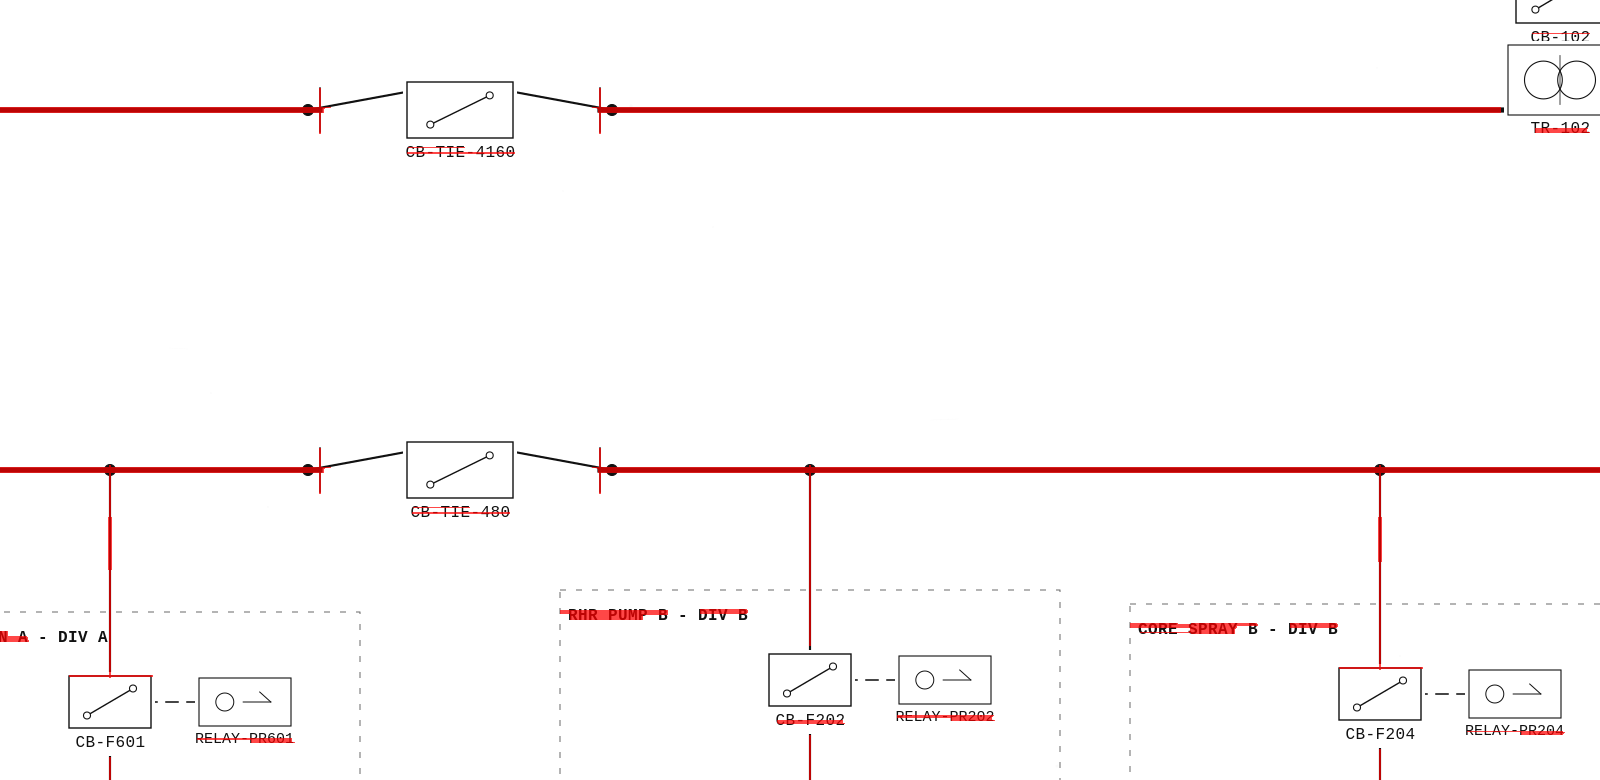 CB-102
TR-102
CB-TIE-4160
CB-TIE-480
RHR PUMP B - DIV B
CORE SPRAY B - DIV B
N A - DIV A
CB-F601
RELAY-PR601
CB-F202
RELAY-PR202
CB-F204
RELAY-PR204